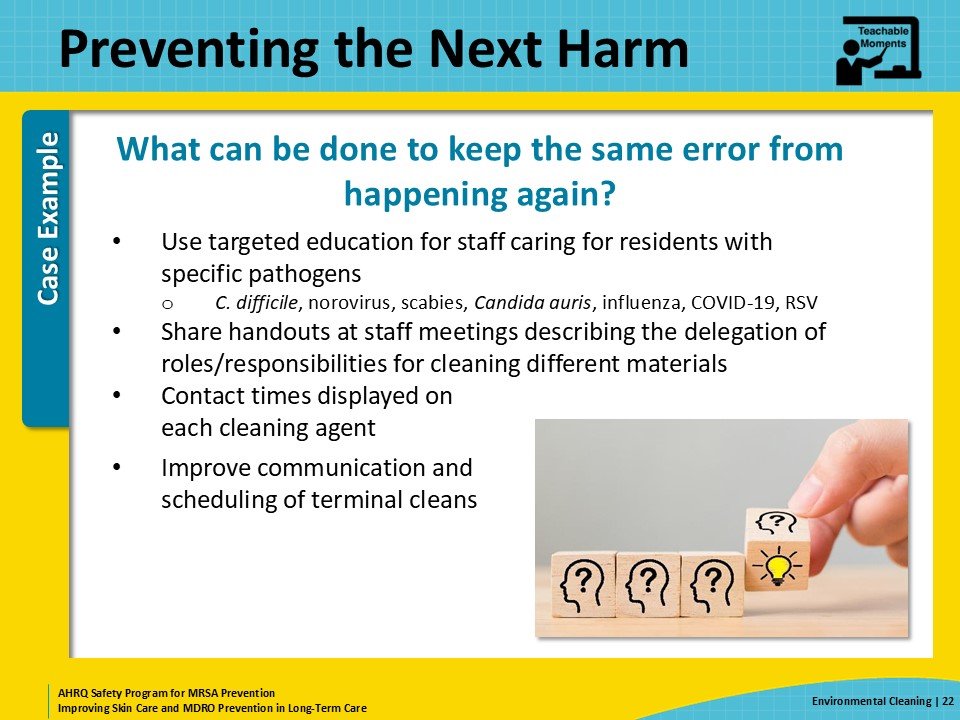 Preventing the Next Harm
Teachable
Moments
Case Example
What can be done to keep the same error from
happening again?
• Use targeted education for staff caring for residents with
specific pathogens
o C. difficile, norovirus, scabies, Candida auris, influenza, COVID-19, RSV
• Share handouts at staff meetings describing the delegation of
roles/responsibilities for cleaning different materials
• Contact times displayed on
each cleaning agent
• Improve communication and
scheduling of terminal cleans
? ? ? ?
AHRQ Safety Program for MRSA Prevention
Improving Skin Care and MDRO Prevention in Long-Term Care
Environmental Cleaning | 22